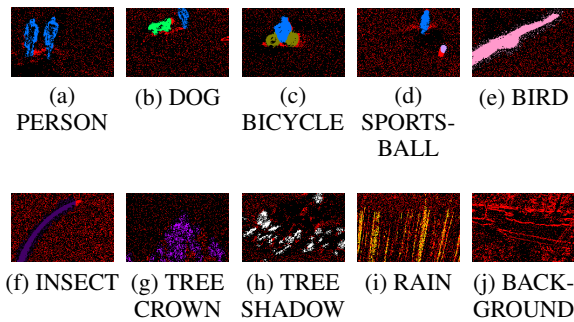 (a)
PERSON
(b) DOG
(c)
BICYCLE
(d)
SPORTS-
BALL
(e) BIRD
(f) INSECT
(g) TREE
CROWN
(h) TREE
SHADOW
(i) RAIN
(j) BACK-
GROUND